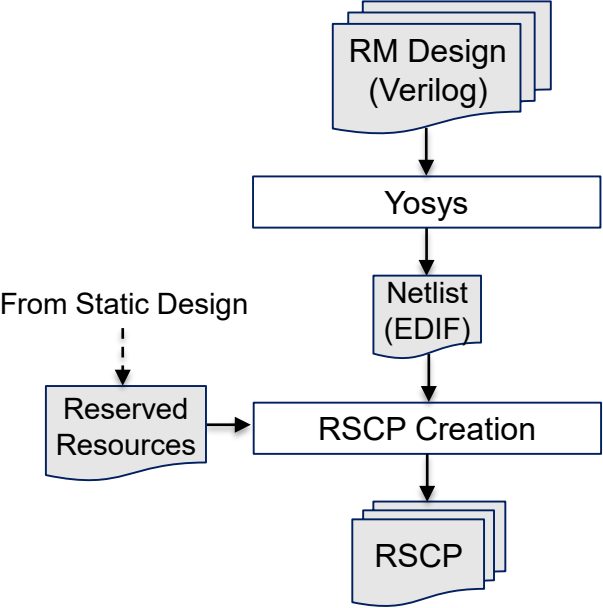 RM Design
(Verilog)
Yosys
Netlist
(EDIF)
From Static Design
Reserved
Resources
RSCP Creation
RSCP